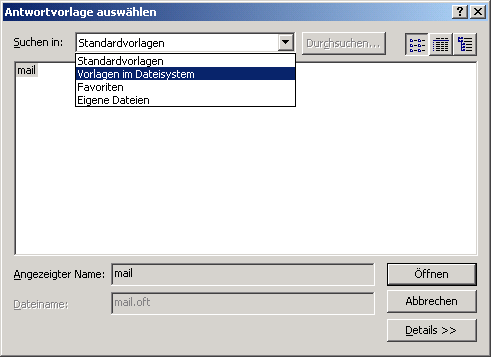 Antwortvorlage auswählen
Suchen in: Standardvorlagen Durchsuchen...
Standardvorlagen
Vorlagen im Dateisystem
Favoriten
Eigene Dateien
mail
Angezeigter Name: mail Öffnen
Dateiname: mail.oft Abbrechen
Details >>